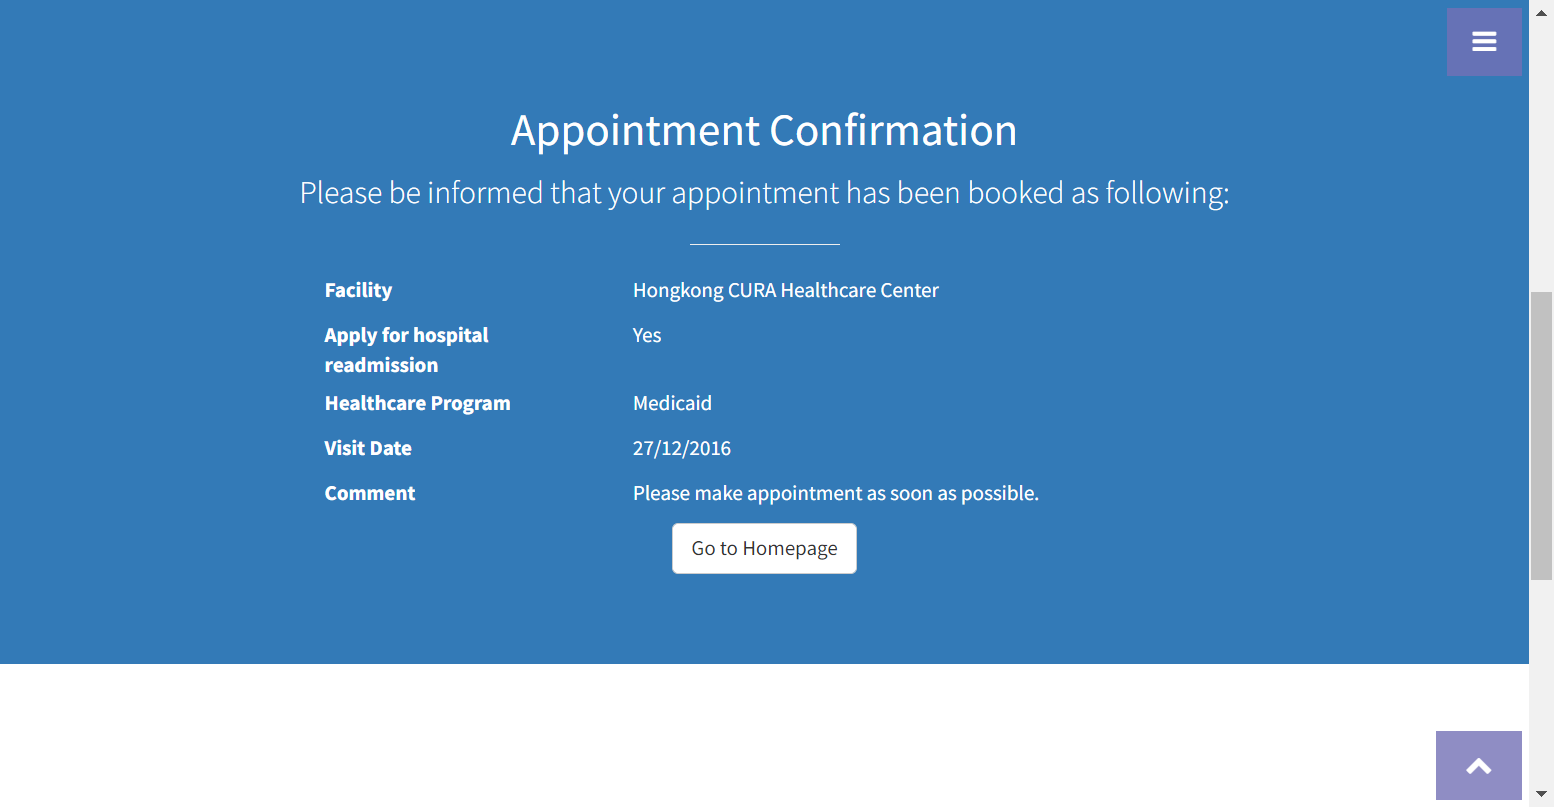 Appointment Confirmation
Please be informed that your appointment has been booked as following:
Facility Hongkong CURA Healthcare Center
Apply for hospital Yes
readmission
Healthcare Program Medicaid
Visit Date 27/12/2016
Comment Please make appointment as soon as possible.
Go to Homepage